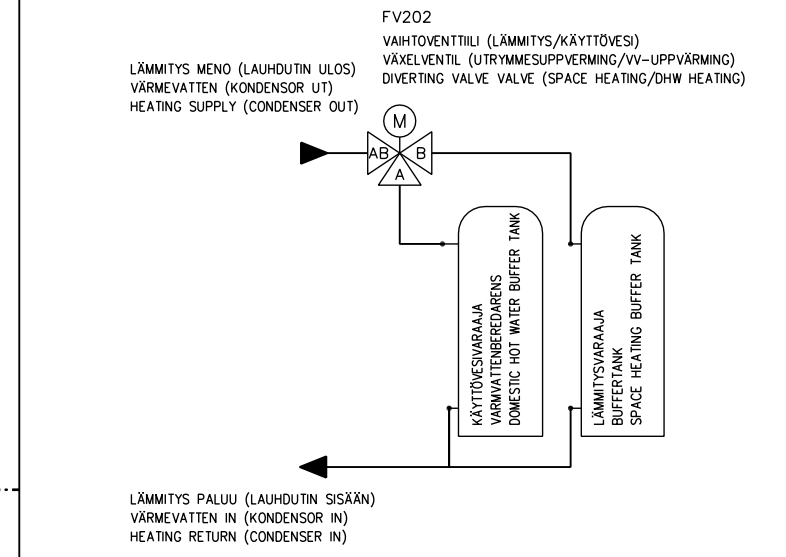 FV202
VAIHTOVENTTIILI (LÄMMITYS/KÄYTTÖVESI)
VÄXELVENTIL (UTRYMMESUPPVERMING/VV-UPPVÄRMING)
DIVERTING VALVE VALVE (SPACE HEATING/DHW HEATING)
LÄMMITYS MENO (LAUHDUTIN ULOS)
VÄRMEVATTEN (KONDENSOR UT)
HEATING SUPPLY (CONDENSER OUT)
M
AB
B
A
KÄYTTÖVESIVARAAJA
VARMVATTENBEREDARENS
DOMESTIC HOT WATER BUFFER TANK
LÄMMITYSVARAAJA
BUFFERTANK
SPACE HEATING BUFFER TANK
LÄMMITYS PALUU (LAUHDUTIN SISÄÄN)
VÄRMEVATTEN IN (KONDENSOR IN)
HEATING RETURN (CONDENSER IN)